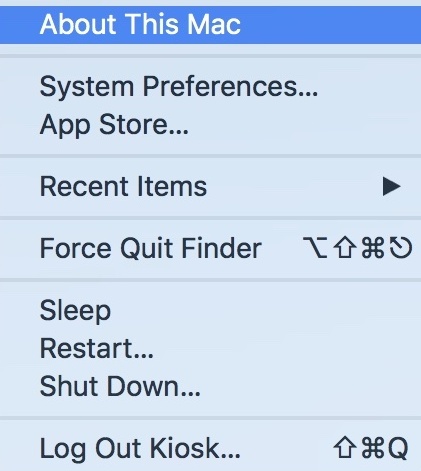 About This Mac
System Preferences...
App Store...
Recent Items ▶
Force Quit Finder ⌥⇧⌘⎋
Sleep
Restart...
Shut Down...
Log Out Kiosk... ⇧⌘Q